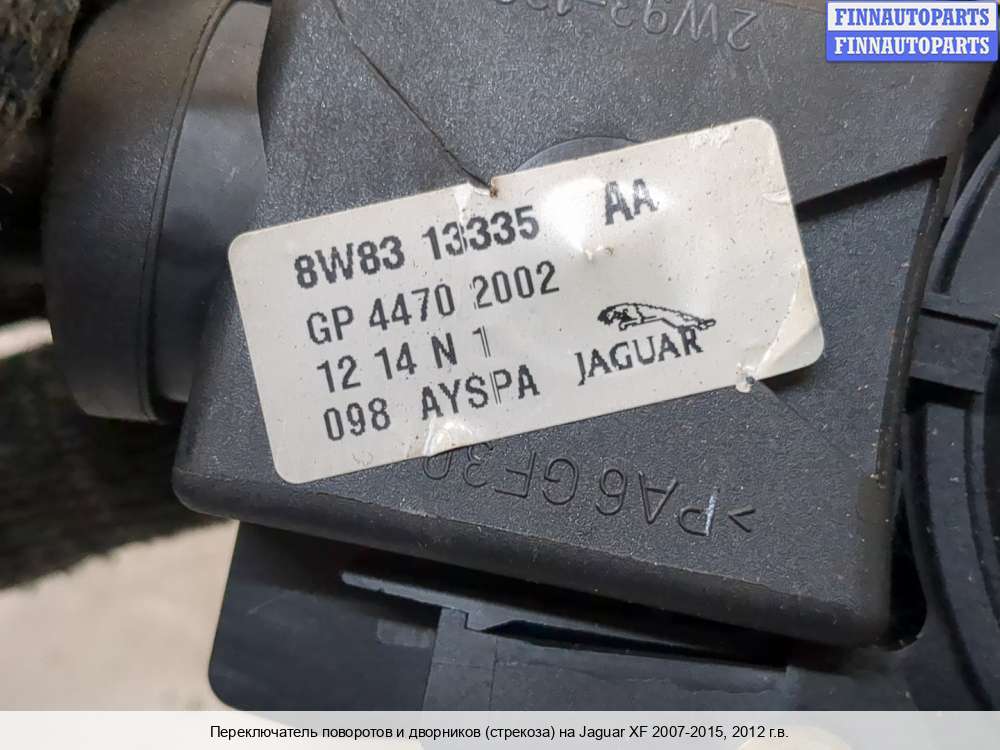 FINNAUTOPARTS
FINNAUTOPARTS
8W83 13335 AA
GP 4470 2002
12 14 N 1
098 AYSPA
JAGUAR
>PA6GF30
Переключатель поворотов и дворников (стрекоза) на Jaguar XF 2007-2015, 2012 г.в.